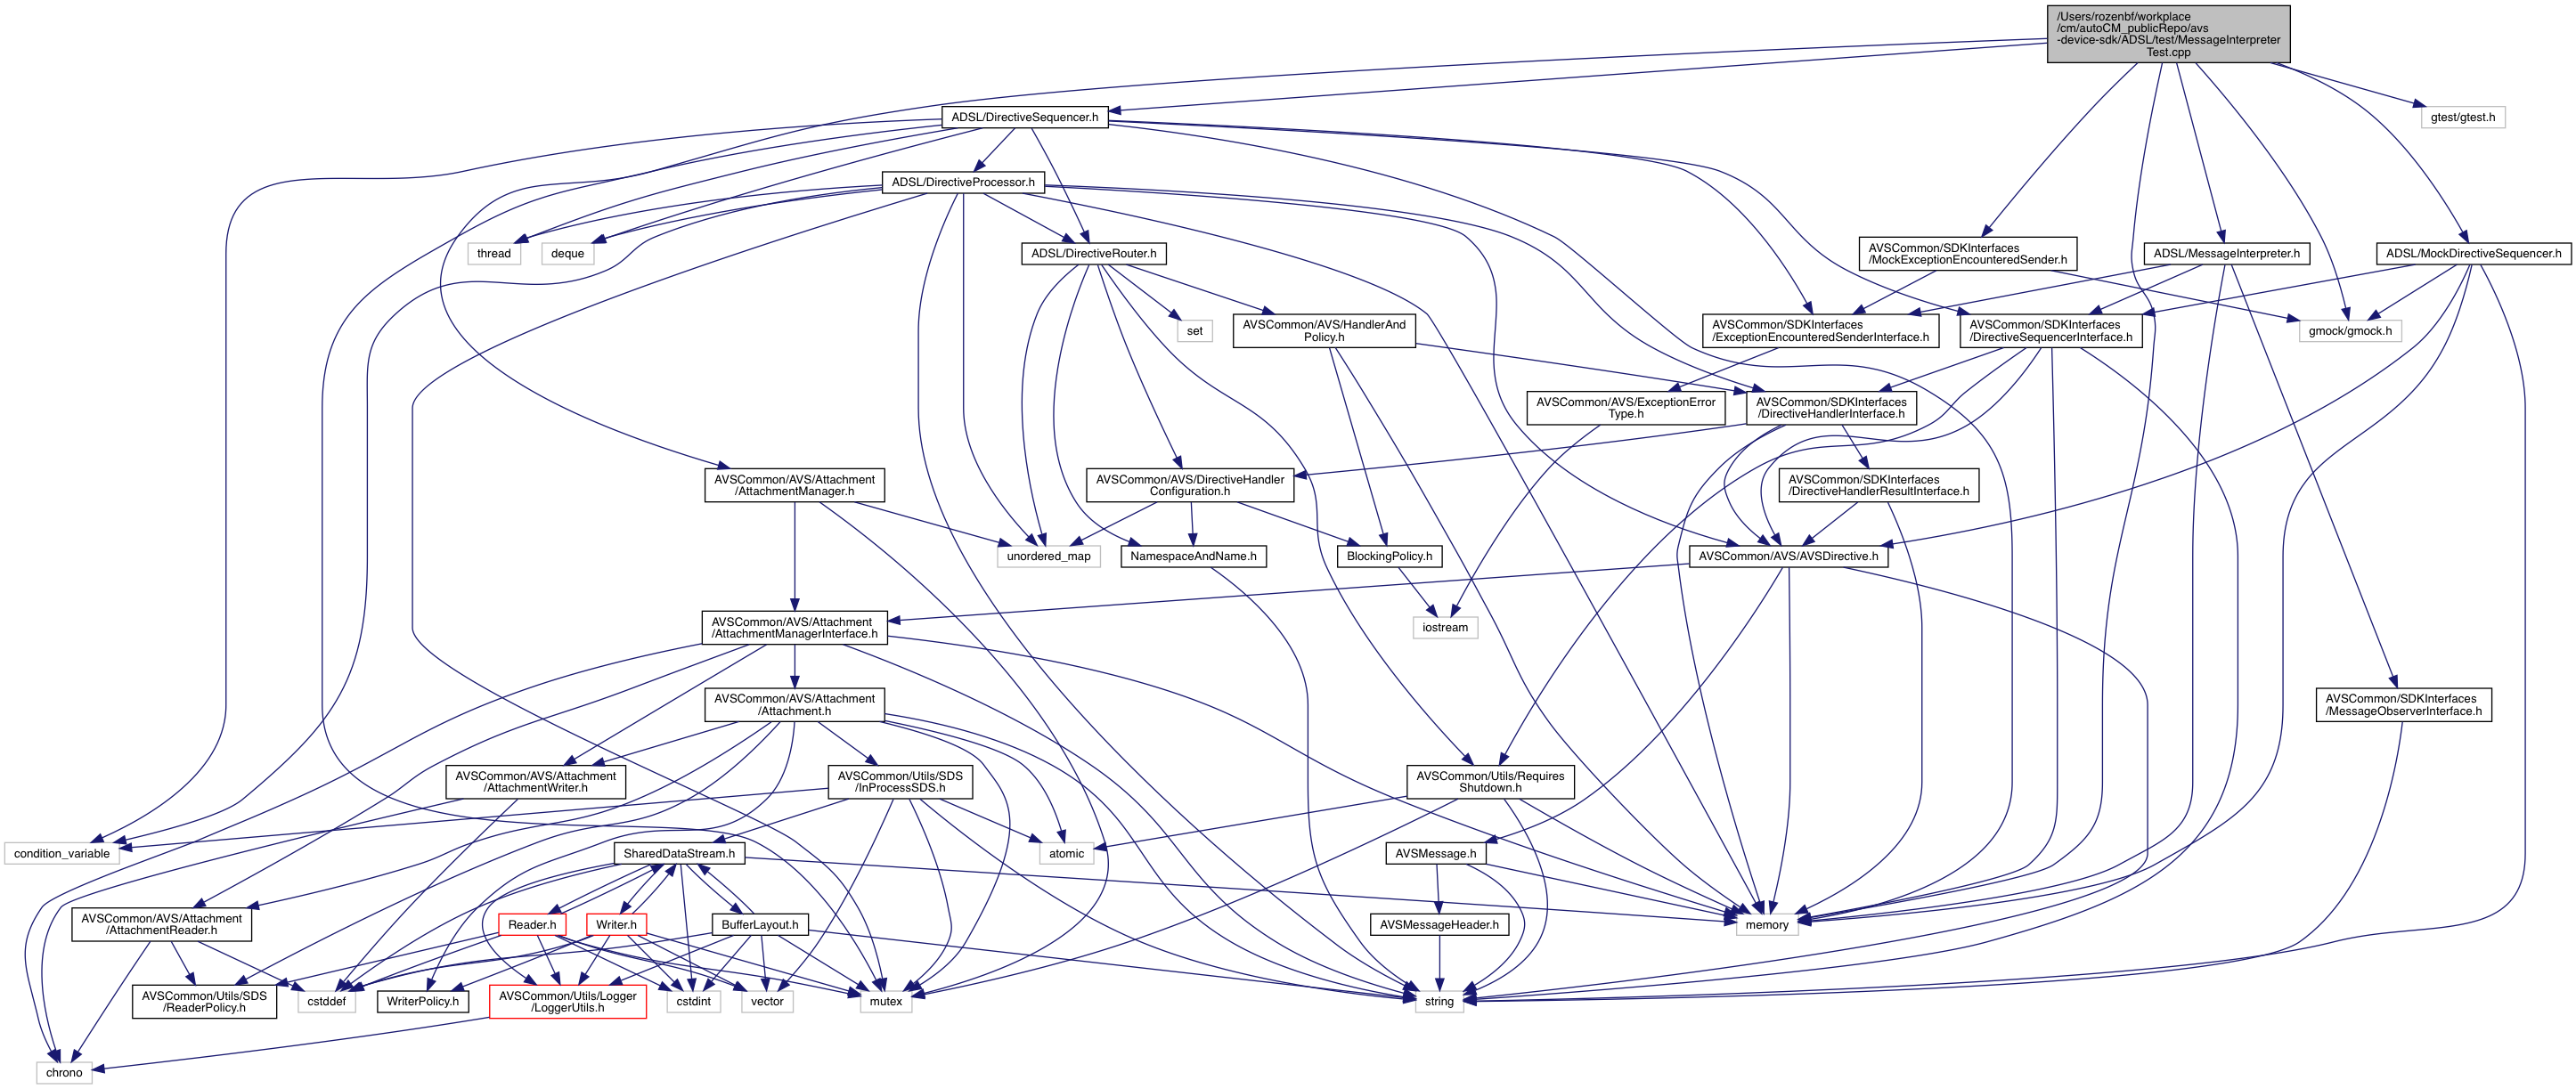 /Users/rozenbf/workplace
/cm/autoCM_publicRepo/avs
-device-sdk/ADSL/test/MessageInterpreter
Test.cpp
ADSL/DirectiveSequencer.h
gtest/gtest.h
ADSL/DirectiveProcessor.h
thread
deque
ADSL/DirectiveRouter.h
AVSCommon/SDKInterfaces
/MockExceptionEncounteredSender.h
ADSL/MessageInterpreter.h
ADSL/MockDirectiveSequencer.h
set
AVSCommon/AVS/HandlerAnd
Policy.h
AVSCommon/SDKInterfaces
/ExceptionEncounteredSenderInterface.h
AVSCommon/SDKInterfaces
/DirectiveSequencerInterface.h
gmock/gmock.h
AVSCommon/AVS/ExceptionError
Type.h
AVSCommon/SDKInterfaces
/DirectiveHandlerInterface.h
AVSCommon/AVS/Attachment
/AttachmentManager.h
AVSCommon/AVS/DirectiveHandler
Configuration.h
AVSCommon/SDKInterfaces
/DirectiveHandlerResultInterface.h
unordered_map
NamespaceAndName.h
BlockingPolicy.h
AVSCommon/AVS/AVSDirective.h
AVSCommon/AVS/Attachment
/AttachmentManagerInterface.h
iostream
AVSCommon/AVS/Attachment
/Attachment.h
AVSCommon/SDKInterfaces
/MessageObserverInterface.h
AVSCommon/AVS/Attachment
/AttachmentWriter.h
AVSCommon/Utils/SDS
/InProcessSDS.h
AVSCommon/Utils/Requires
Shutdown.h
condition_variable
SharedDataStream.h
atomic
AVSMessage.h
AVSCommon/AVS/Attachment
/AttachmentReader.h
Reader.h
Writer.h
BufferLayout.h
AVSMessageHeader.h
memory
AVSCommon/Utils/SDS
/ReaderPolicy.h
cstddef
WriterPolicy.h
AVSCommon/Utils/Logger
/LoggerUtils.h
cstdint
vector
mutex
string
chrono